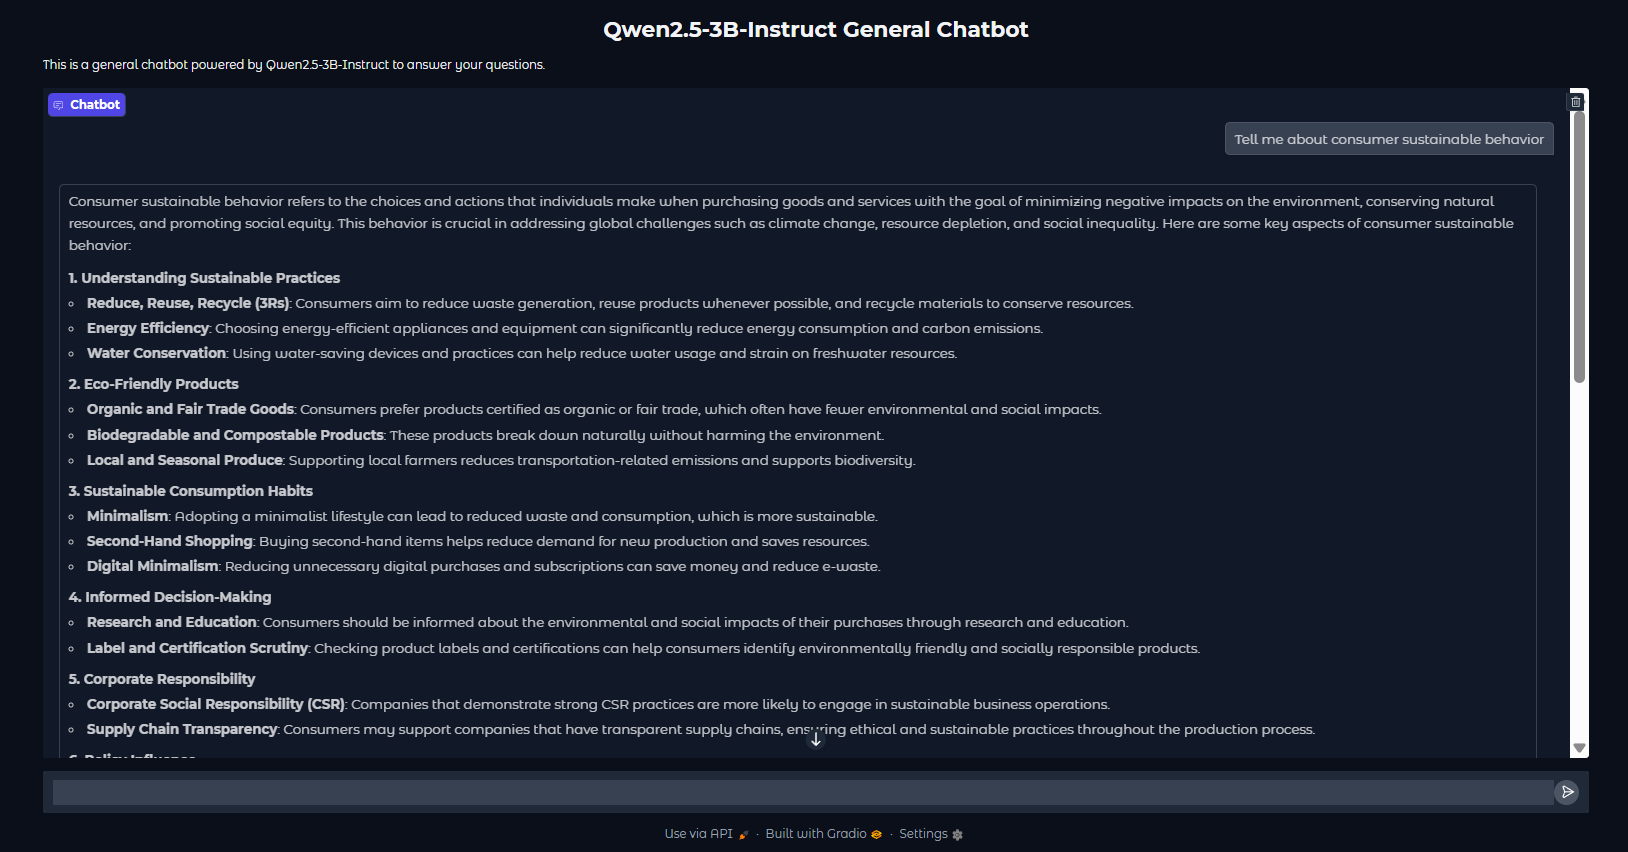 Qwen2.5-3B-Instruct General Chatbot
This is a general chatbot powered by Qwen2.5-3B-Instruct to answer your questions.
Chatbot
Tell me about consumer sustainable behavior
Consumer sustainable behavior refers to the choices and actions that individuals make when purchasing goods and services with the goal of minimizing negative impacts on the environment, conserving natural
resources, and promoting social equity. This behavior is crucial in addressing global challenges such as climate change, resource depletion, and social inequality. Here are some key aspects of consumer sustainable
behavior:
1. Understanding Sustainable Practices
Reduce, Reuse, Recycle (3Rs): Consumers aim to reduce waste generation, reuse products whenever possible, and recycle materials to conserve resources.
Energy Efficiency: Choosing energy-efficient appliances and equipment can significantly reduce energy consumption and carbon emissions.
Water Conservation: Using water-saving devices and practices can help reduce water usage and strain on freshwater resources.
2. Eco-Friendly Products
Organic and Fair Trade Goods: Consumers prefer products certified as organic or fair trade, which often have fewer environmental and social impacts.
Biodegradable and Compostable Products: These products break down naturally without harming the environment.
Local and Seasonal Produce: Supporting local farmers reduces transportation-related emissions and supports biodiversity.
3. Sustainable Consumption Habits
Minimalism: Adopting a minimalist lifestyle can lead to reduced waste and consumption, which is more sustainable.
Second-Hand Shopping: Buying second-hand items helps reduce demand for new production and saves resources.
Digital Minimalism: Reducing unnecessary digital purchases and subscriptions can save money and reduce e-waste.
4. Informed Decision-Making
Research and Education: Consumers should be informed about the environmental and social impacts of their purchases through research and education.
Label and Certification Scrutiny: Checking product labels and certifications can help consumers identify environmentally friendly and socially responsible products.
5. Corporate Responsibility
Corporate Social Responsibility (CSR): Companies that demonstrate strong CSR practices are more likely to engage in sustainable business operations.
Supply Chain Transparency: Consumers may support companies that have transparent supply chains, ensuring ethical and sustainable practices throughout the production process.
6. Policy Influence
Use via API · Built with Gradio · Settings